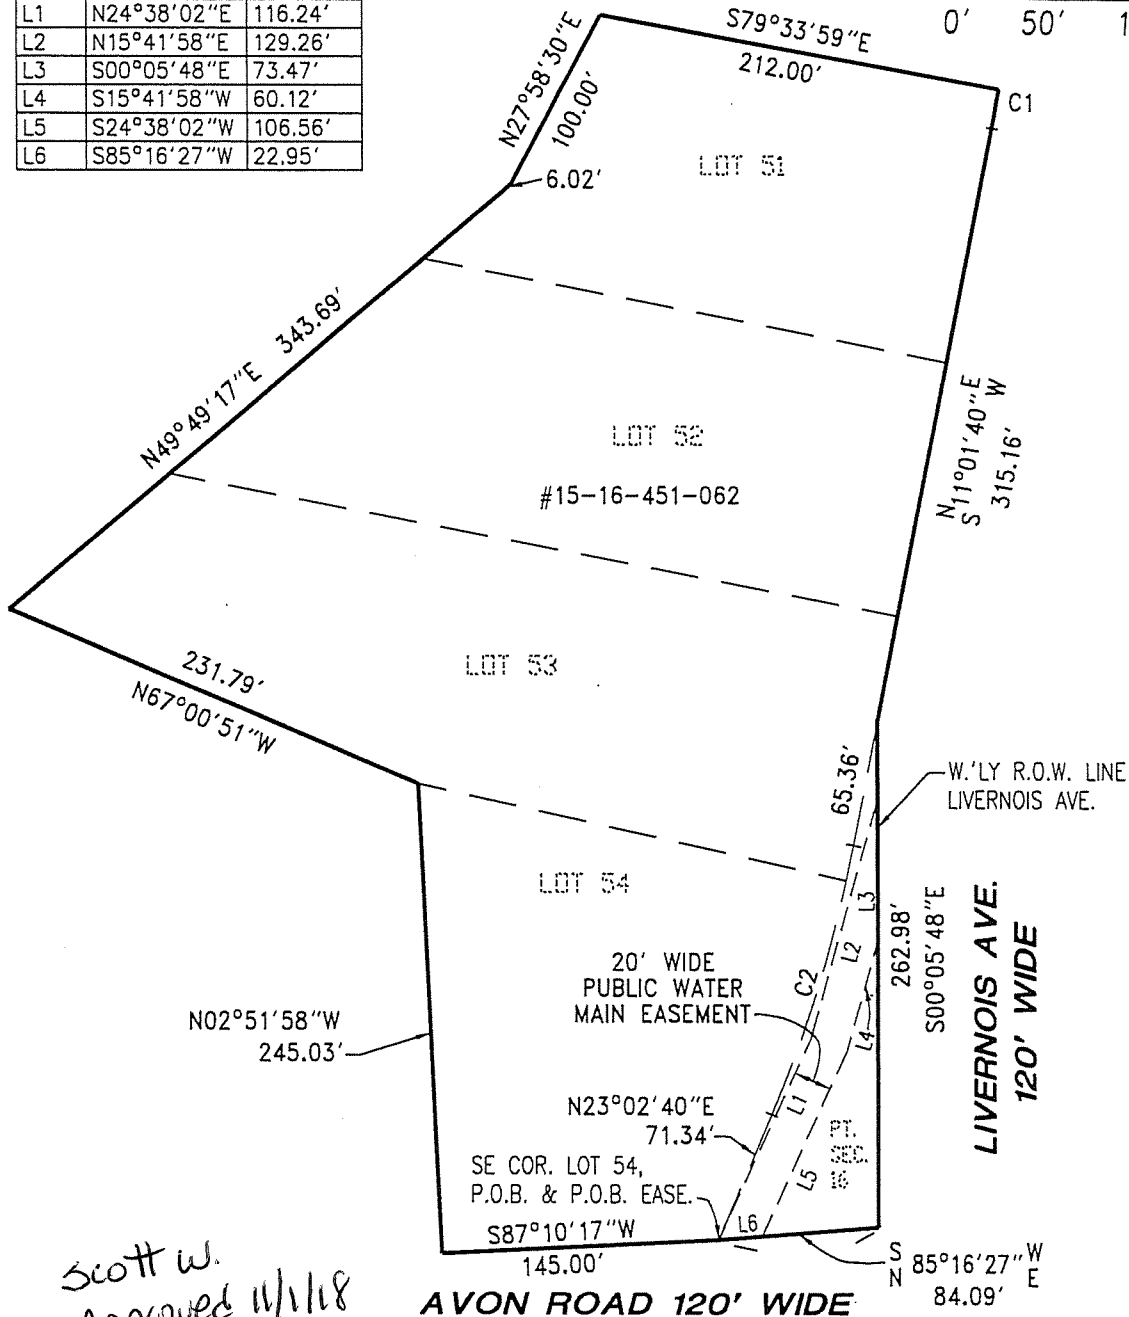 L1 N24°38'02"E 116.24'
L2 N15°41'58"E 129.26'
L3 S00°05'48"E 73.47'
L4 S15°41'58"W 60.12'
L5 S24°38'02"W 106.56'
L6 S85°16'27"W 22.95'
0' 50' 1
S79°33'59"E
212.00'
C1
N27°58'30"E
100.00'
6.02'
LOT 51
N49°49'17"E 343.69'
LOT 52
#15-16-451-062
N
S 11°01'40" E
W
315.16'
LOT 53
231.79'
N67°00'51"W
65.36'
W.'LY R.O.W. LINE
LIVERNOIS AVE.
LOT 54
L3
L2
C2
262.98'
S00°05'48"E
LIVERNOIS AVE.
120' WIDE
20' WIDE
PUBLIC WATER
MAIN EASEMENT
L4
N02°51'58"W
245.03'
L1
N23°02'40"E
71.34'
PT.
SEC.
16
L5
SE COR. LOT 54,
P.O.B. & P.O.B. EASE.
L6
S87°10'17"W
145.00'
S
N 85°16'27" W
E
84.09'
Scott W.
Approved 11/1/18
AVON ROAD 120' WIDE